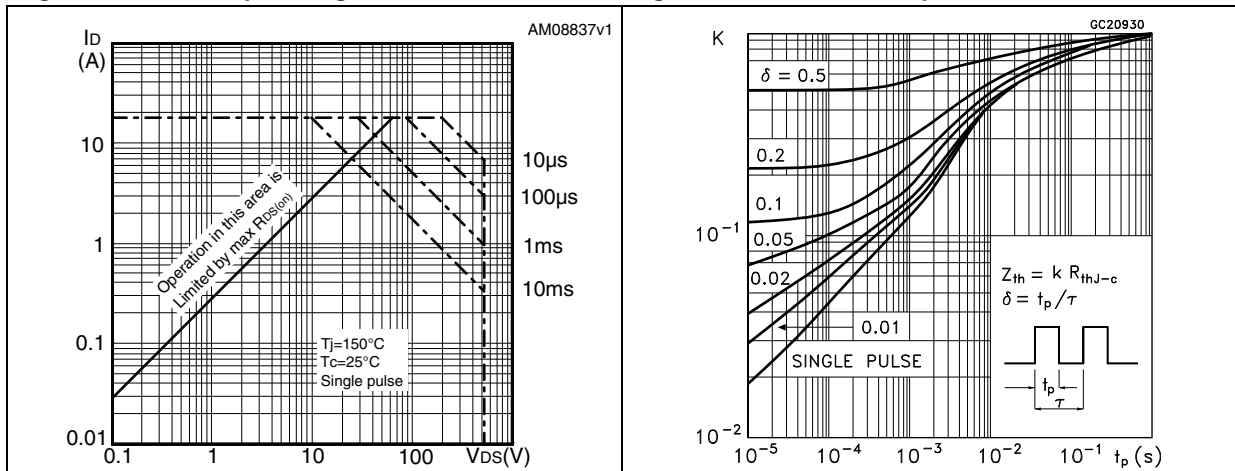 AM08837v1
ID
(A)
10
1
0.1
0.01
0.1
1
10
100
VDS(V)
10µs
100µs
1ms
10ms
Operation in this area is
Limited by max RDS(on)
Tj=150°C
Tc=25°C
Single pulse
GC20930
K
δ = 0.5
0.2
0.1
0.05
0.02
0.01
SINGLE PULSE
10⁻¹
10⁻²
Zth = k RthJ-c
δ = tp/τ
tp
τ
10⁻⁵
10⁻⁴
10⁻³
10⁻²
10⁻¹
tp (s)